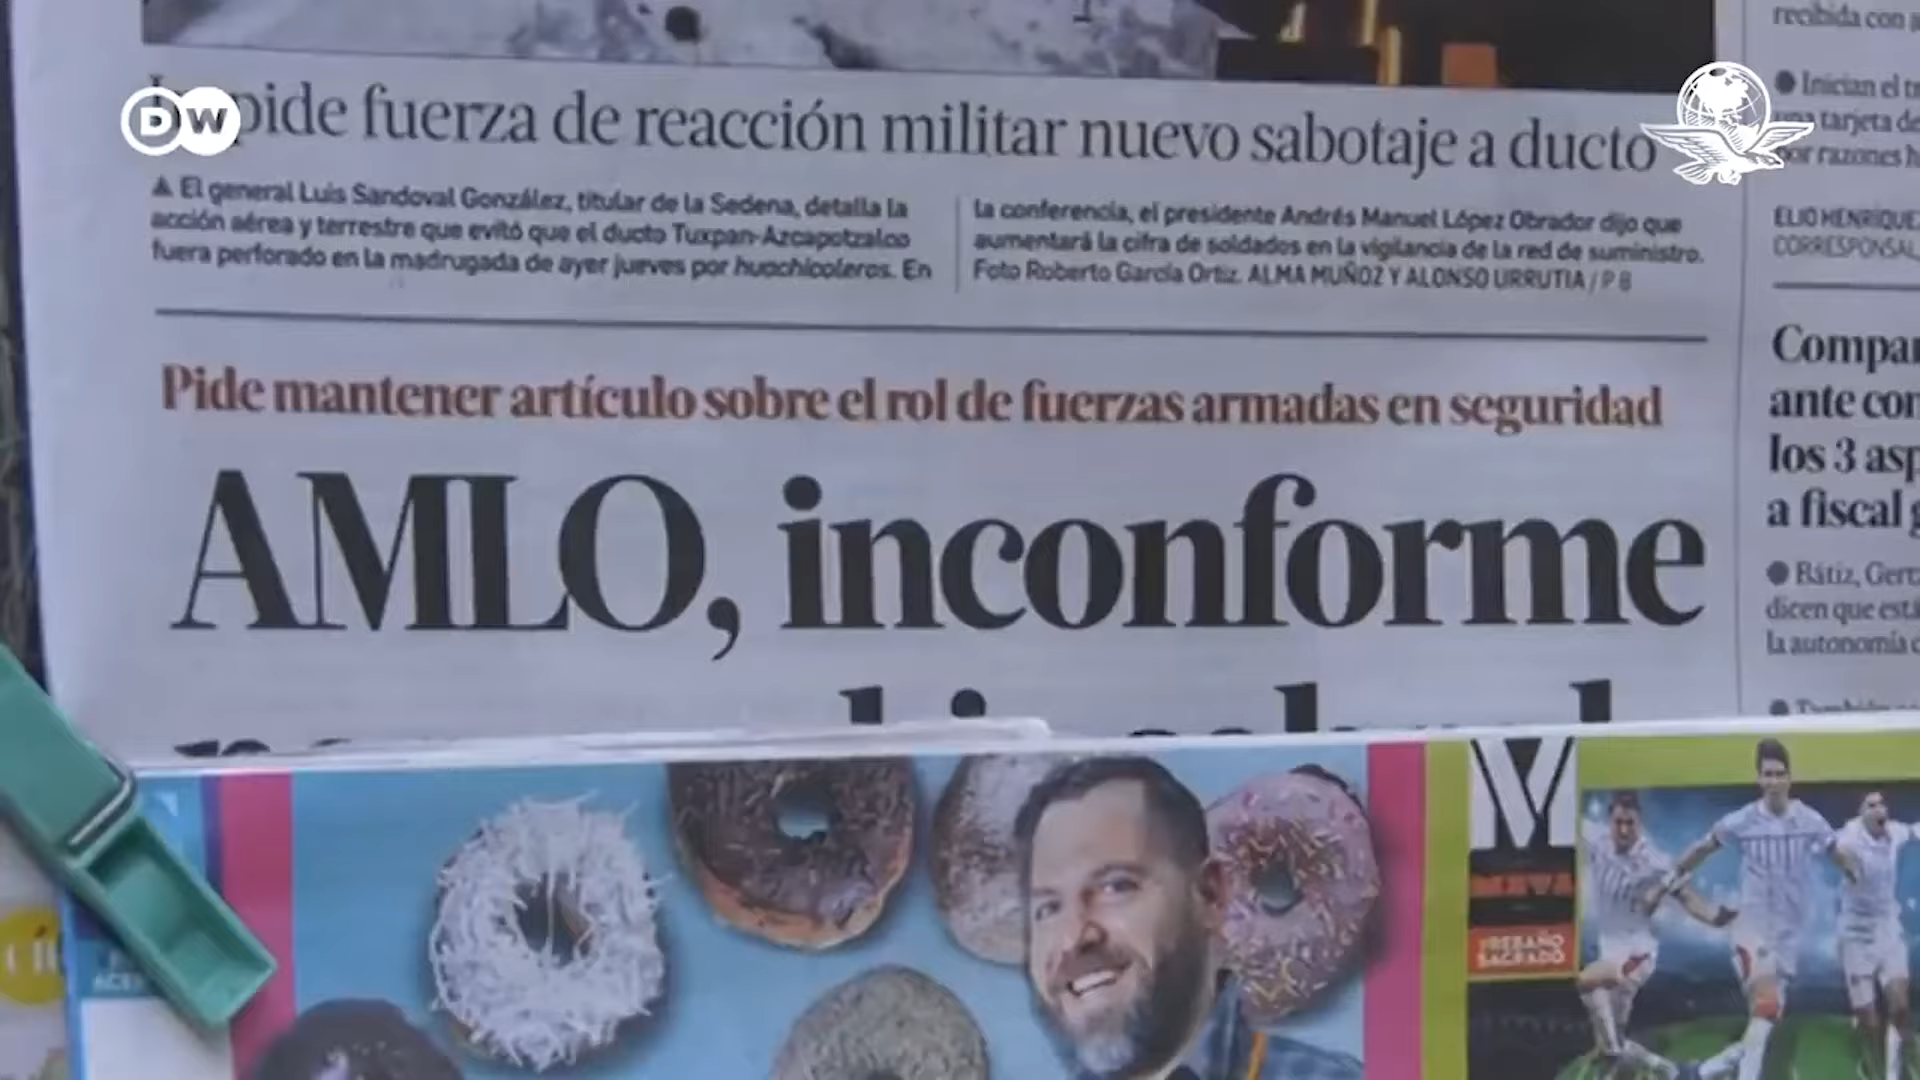 DW
pide fuerza de reacción militar nuevo sabotaje a ducto
El general Luis Sandoval González, titular de la Sedena, detalla la
acción aérea y terrestre que evitó que el ducto Tuxpan-Azcapotzalco
fuera perforado en la madrugada de ayer jueves por huachicoleros. En
la conferencia, el presidente Andrés Manuel López Obrador dijo que
aumentará la cifra de soldados en la vigilancia de la red de suministro.
Foto Roberto García Ortiz. ALMA MUÑOZ Y ALONSO URRUTIA / P 8
Pide mantener artículo sobre el rol de fuerzas armadas en seguridad
AMLO, inconforme
recibida con
Inician el
tarjeta de
por razones
CORRESPONSAL
ante
los 3
a fiscal
Rátiz,
dicen que
la autonomía
¡REBAÑO
SAGRADO